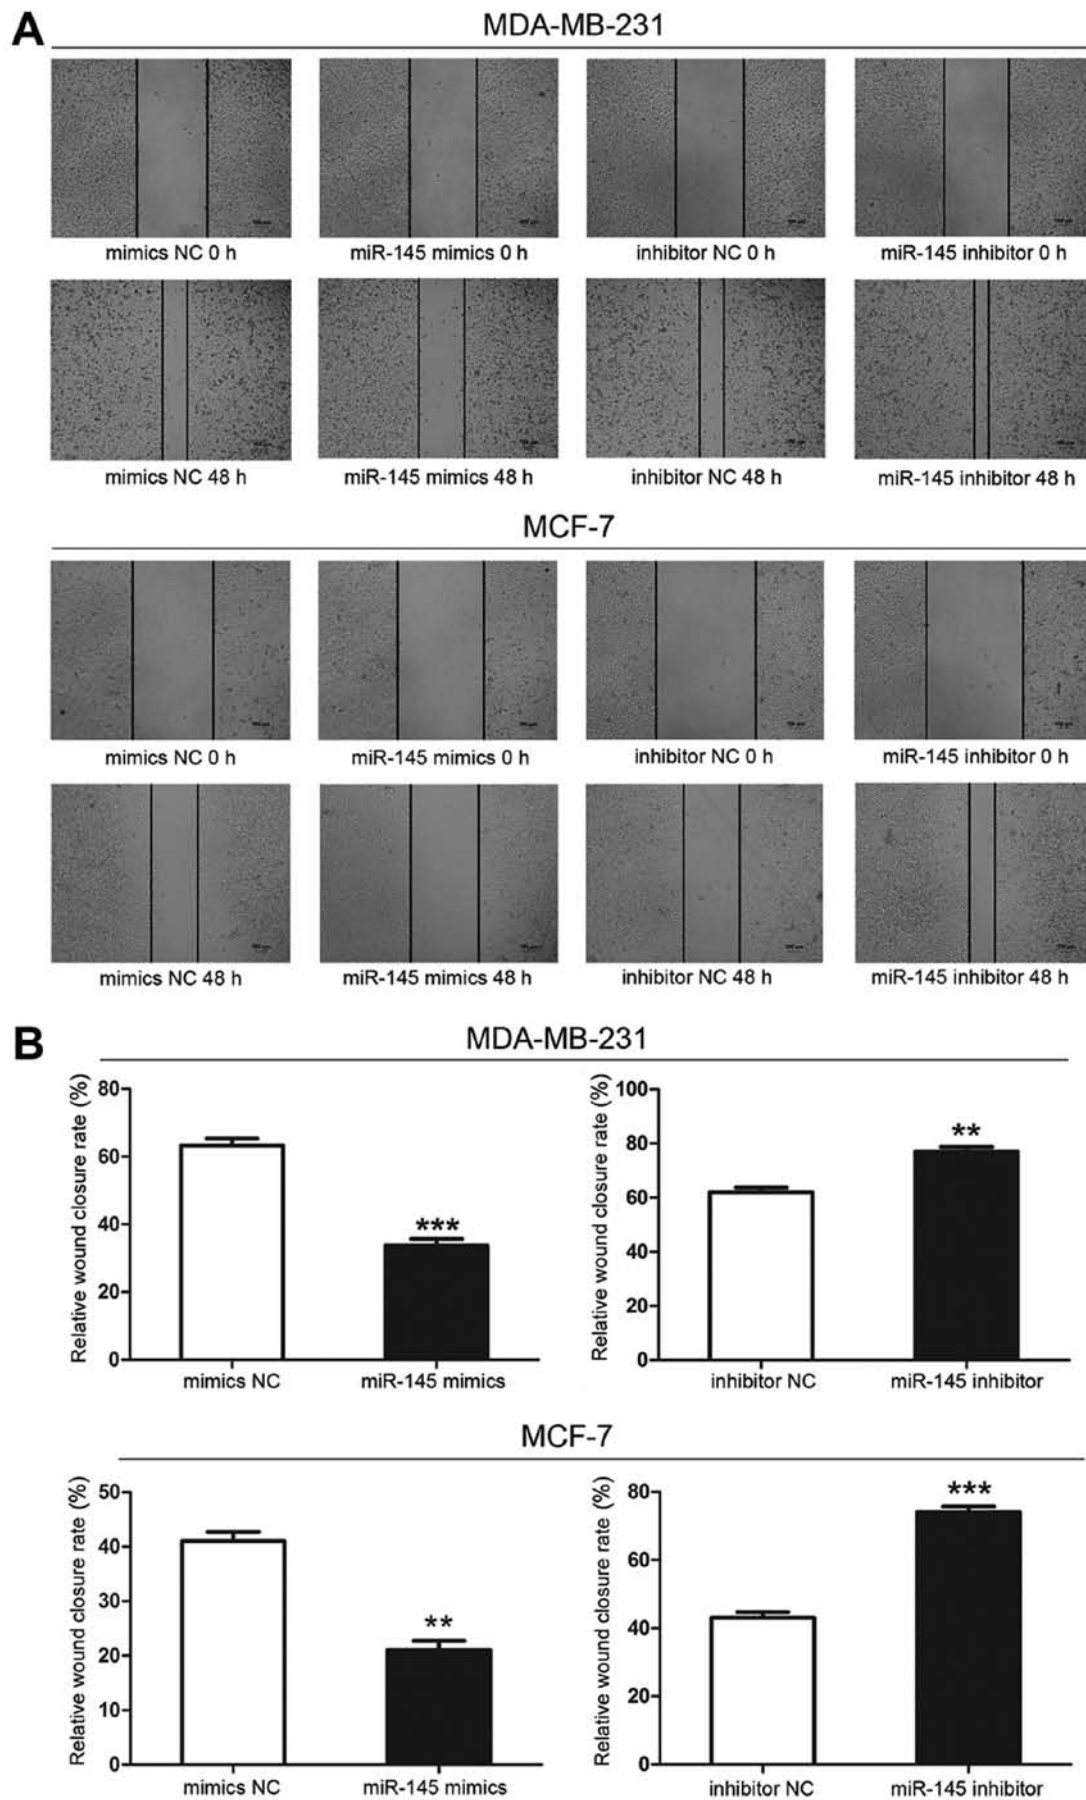 A
MDA-MB-231
mimics NC 0 h
miR-145 mimics 0 h
inhibitor NC 0 h
miR-145 inhibitor 0 h
mimics NC 48 h
miR-145 mimics 48 h
inhibitor NC 48 h
miR-145 inhibitor 48 h
MCF-7
mimics NC 0 h
miR-145 mimics 0 h
inhibitor NC 0 h
miR-145 inhibitor 0 h
mimics NC 48 h
miR-145 mimics 48 h
inhibitor NC 48 h
miR-145 inhibitor 48 h
B
MDA-MB-231
Relative wound closure rate (%)
80
60
40
20
0
***
mimics NC
miR-145 mimics
Relative wound closure rate (%)
100
80
60
40
20
0
**
inhibitor NC
miR-145 inhibitor
MCF-7
Relative wound closure rate (%)
50
40
30
20
10
0
**
mimics NC
miR-145 mimics
Relative wound closure rate (%)
80
60
40
20
0
***
inhibitor NC
miR-145 inhibitor